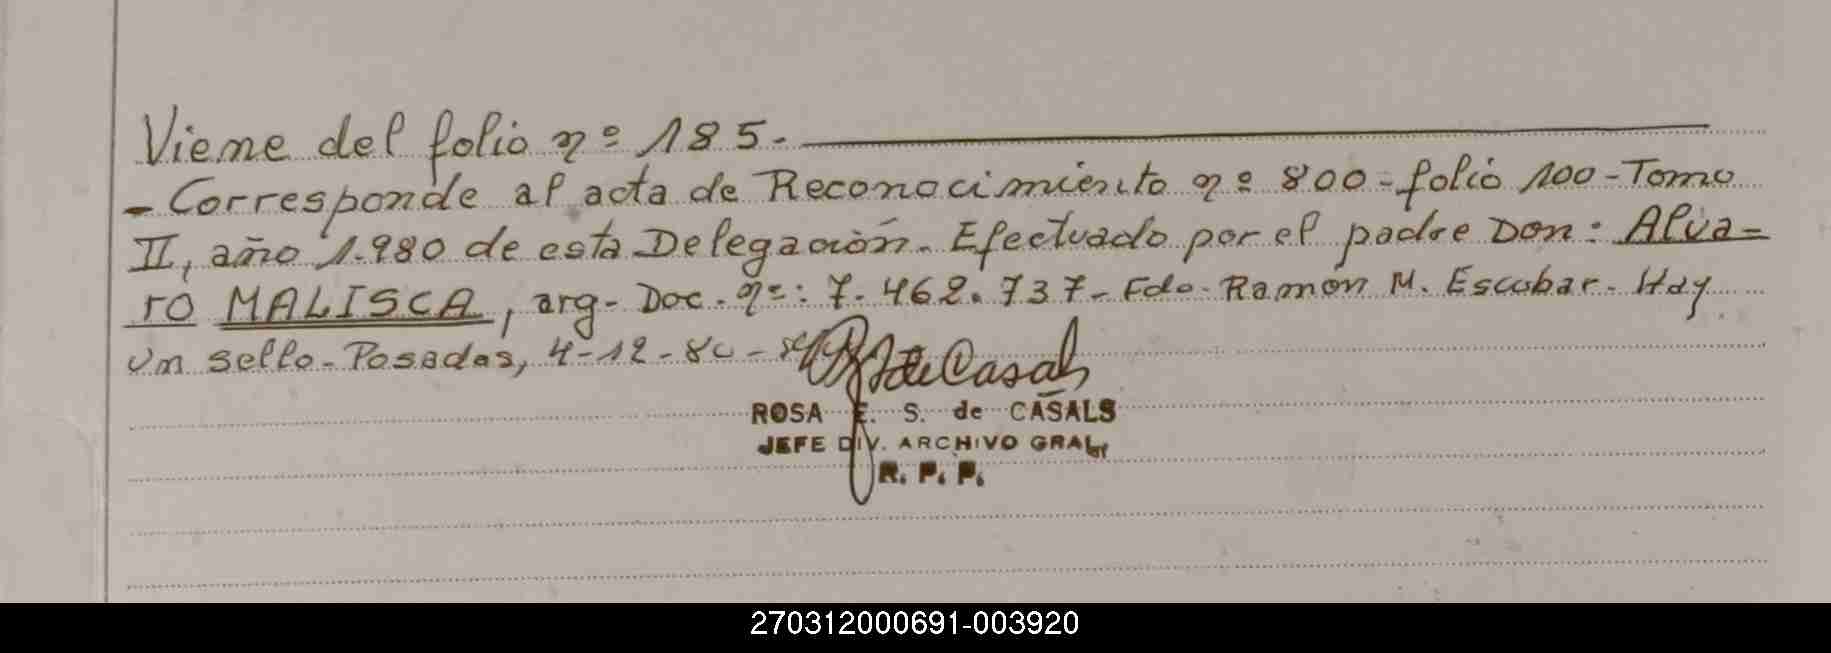 Viene del folio nº 185.
- Corresponde al acta de Reconocimiento nº 800 - folio 100 - Tomo
II, año 1.980 de esta Delegación. Efectuado por el padre Don: Alva-
ro MALISCA, arg. Doc. nº: 7.462.737 - Fdo. Ramón M. Escobar - Hay
un sello - Posadas, 4-12-80 -
de Casals
ROSA E. S. de CASALS
JEFE DIV. ARCHIVO GRAL.
R. P. P.
270312000691-003920